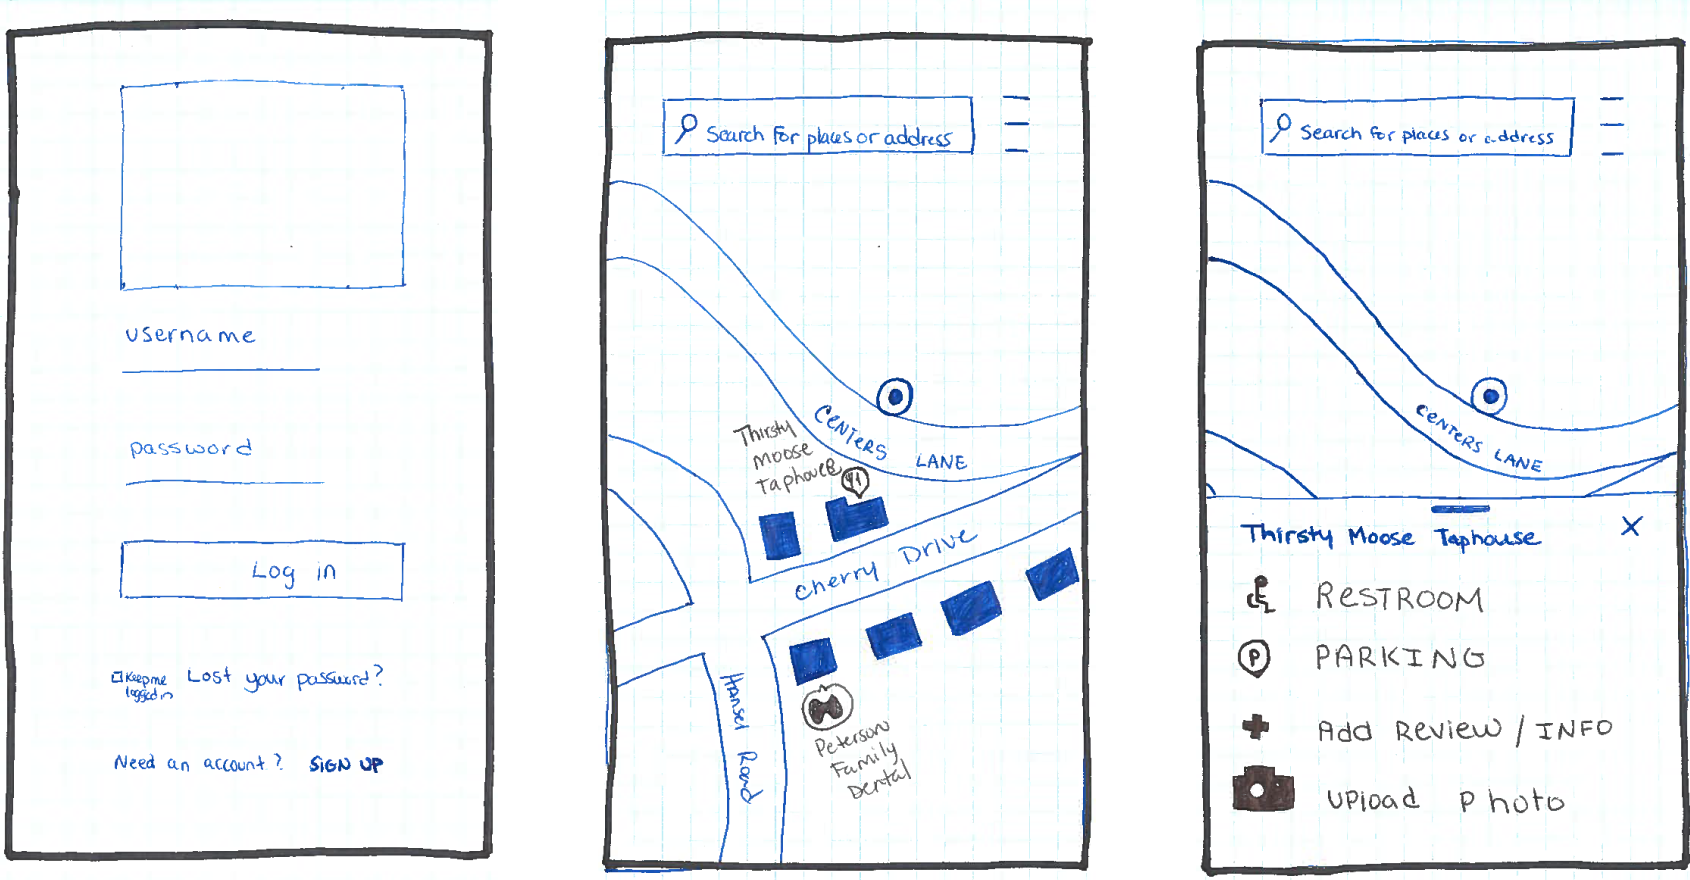 username
password
Log in
Keep me
logged in
Lost your password?
Need an account? SIGN UP
Search for places or address
Thirsty
Moose
Taphouse
CENTERS LANE
Cherry Drive
Hansel Road
Peterson
Family
Dental
Search for places or address
CENTERS LANE
Thirsty Moose Taphouse X
RESTROOM
P PARKING
Add Review / INFO
upload photo